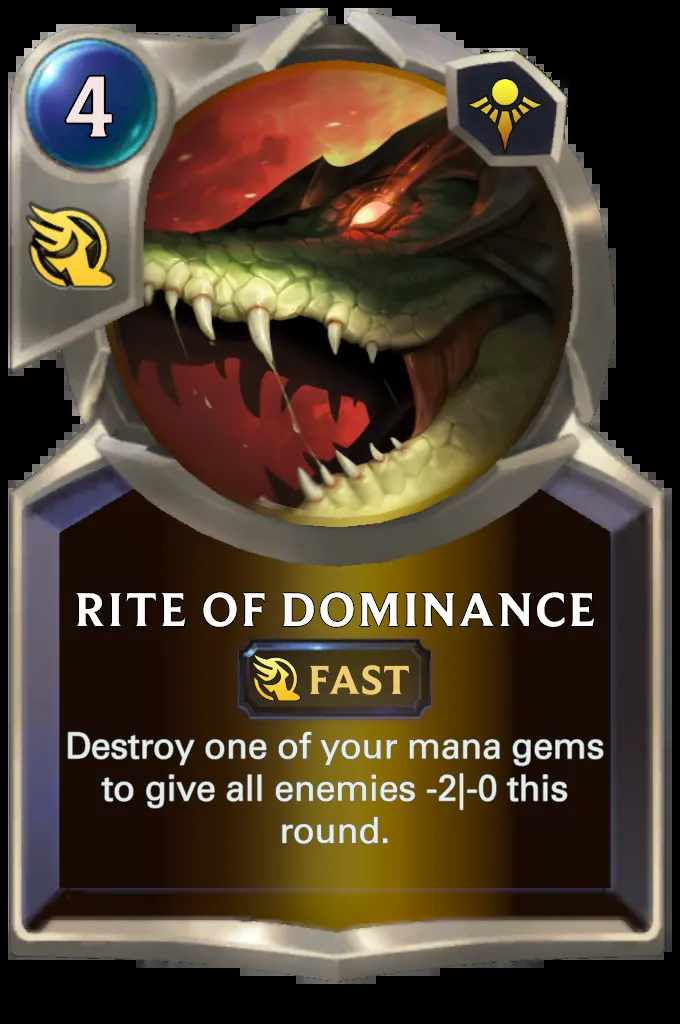 4
RITE OF DOMINANCE
FAST
Destroy one of your mana gems
to give all enemies -2|-0 this
round.